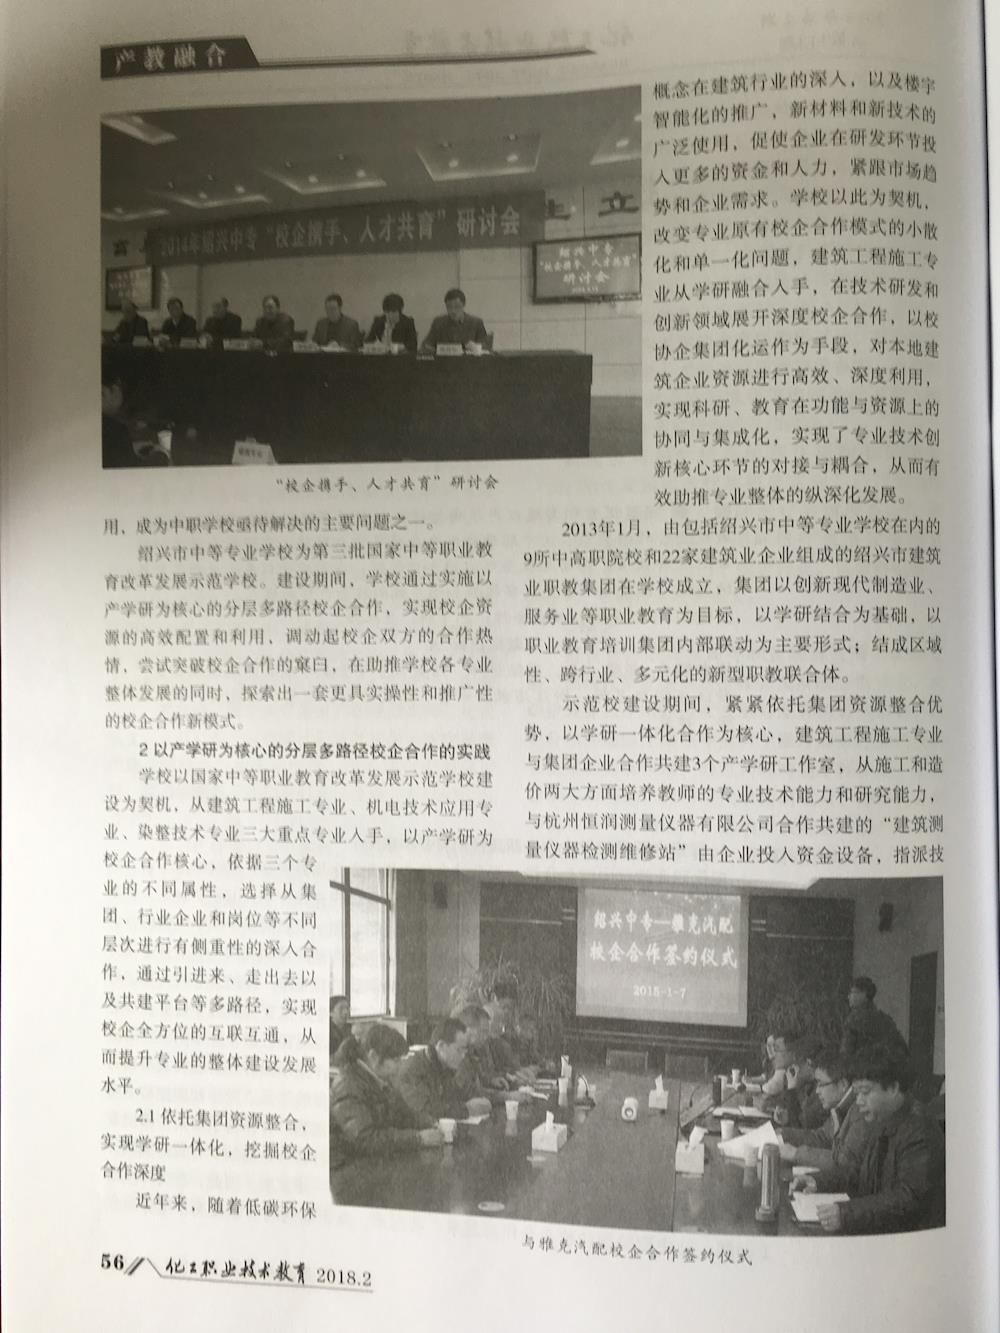 产教融合
2014年绍兴中专“校企携手、人才共育”研讨会
立
绍兴中专
“校企携手、人才共育”
研讨会
“校企携手、人才共育”研讨会
用，成为中职学校亟待解决的主要问题之一。
绍兴市中等专业学校为第三批国家中等职业教
育改革发展示范学校。建设期间，学校通过实施以
产学研为核心的分层多路径校企合作，实现校企资
源的高效配置和利用，调动起校企双方的合作热
情，尝试突破校企合作的窠臼，在助推学校各专业
整体发展的同时，探索出一套更具实操性和推广性
的校企合作新模式。
2 以产学研为核心的分层多路径校企合作的实践
学校以国家中等职业教育改革发展示范学校建
设为契机，从建筑工程施工专业、机电技术应用专
业、染整技术专业三大重点专业入手，以产学研为
校企合作核心，依据三个专
业的不同属性，选择从集
团、行业企业和岗位等不同
层次进行有侧重性的深入合
作，通过引进来、走出去以
及共建平台等多路径，实现
校企全方位的互联互通，从
而提升专业的整体建设发展
水平。
2.1 依托集团资源整合，
实现学研一体化，挖掘校企
合作深度
近年来，随着低碳环保
概念在建筑行业的深入，以及楼宇
智能化的推广，新材料和新技术的
广泛使用，促使企业在研发环节投
入更多的资金和人力，紧跟市场趋
势和企业需求。学校以此为契机，
改变专业原有校企合作模式的小散
化和单一化问题，建筑工程施工专
业从学研融合入手，在技术研发和
创新领域展开深度校企合作，以校
协企集团化运作为手段，对本地建
筑企业资源进行高效、深度利用，
实现科研、教育在功能与资源上的
协同与集成化，实现了专业技术创
新核心环节的对接与耦合，从而有
效助推专业整体的纵深化发展。
2013年1月，由包括绍兴市中等专业学校在内的
9所中高职院校和22家建筑业企业组成的绍兴市建筑
业职教集团在学校成立，集团以创新现代制造业、
服务业等职业教育为目标，以学研结合为基础，以
职业教育培训集团内部联动为主要形式；结成区域
性、跨行业、多元化的新型职教联合体。
示范校建设期间，紧紧依托集团资源整合优
势，以学研一体化合作为核心，建筑工程施工专业
与集团企业合作共建3个产学研工作室，从施工和造
价两大方面培养教师的专业技术能力和研究能力，
与杭州恒润测量仪器有限公司合作共建的“建筑测
量仪器检测维修站”由企业投入资金设备，指派技
绍兴中专—雅克汽配
校企合作签约仪式
2015-1-7
与雅克汽配校企合作签约仪式
56 化工职业技术教育 2018.2